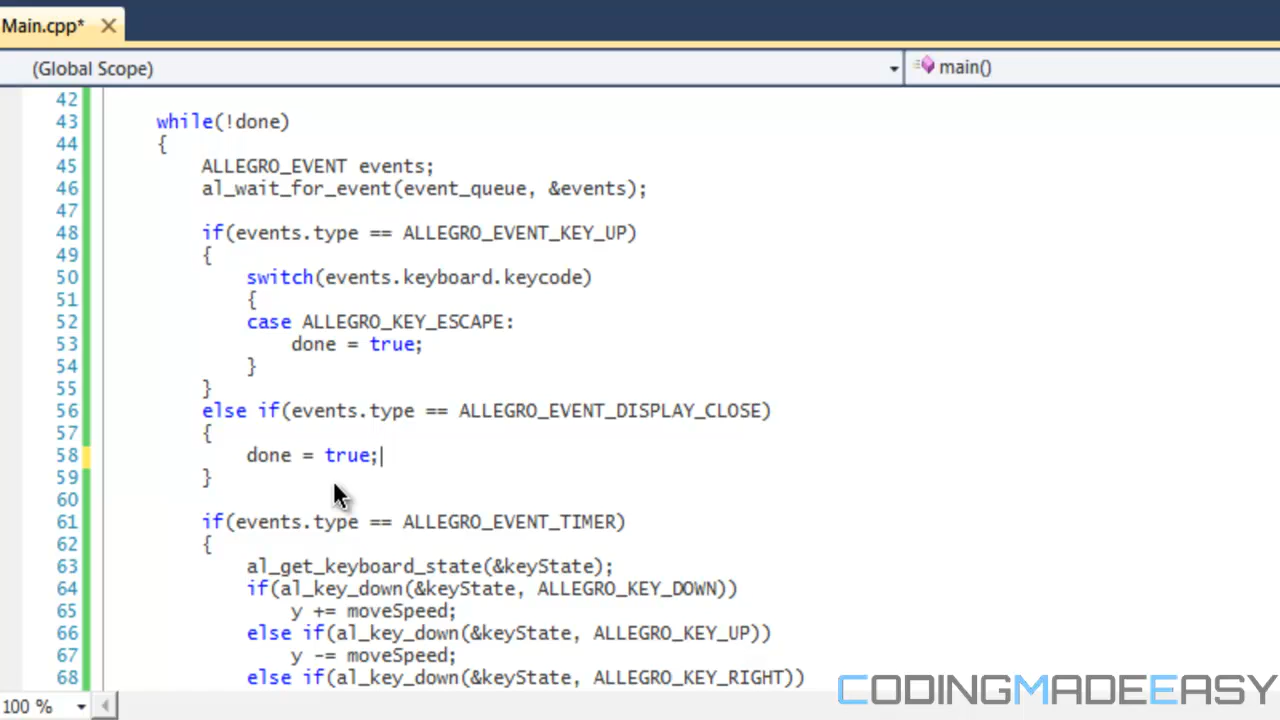 Main.cpp*
(Global Scope) main()
42
43 while(!done)
44 {
45 ALLEGRO_EVENT events;
46 al_wait_for_event(event_queue, &events);
47
48 if(events.type == ALLEGRO_EVENT_KEY_UP)
49 {
50 switch(events.keyboard.keycode)
51 {
52 case ALLEGRO_KEY_ESCAPE:
53 done = true;
54 }
55 }
56 else if(events.type == ALLEGRO_EVENT_DISPLAY_CLOSE)
57 {
58 done = true;
59 }
60
61 if(events.type == ALLEGRO_EVENT_TIMER)
62 {
63 al_get_keyboard_state(&keyState);
64 if(al_key_down(&keyState, ALLEGRO_KEY_DOWN))
65 y += moveSpeed;
66 else if(al_key_down(&keyState, ALLEGRO_KEY_UP))
67 y -= moveSpeed;
68 else if(al_key_down(&keyState, ALLEGRO_KEY_RIGHT))
CODINGMADEEASY
100 %